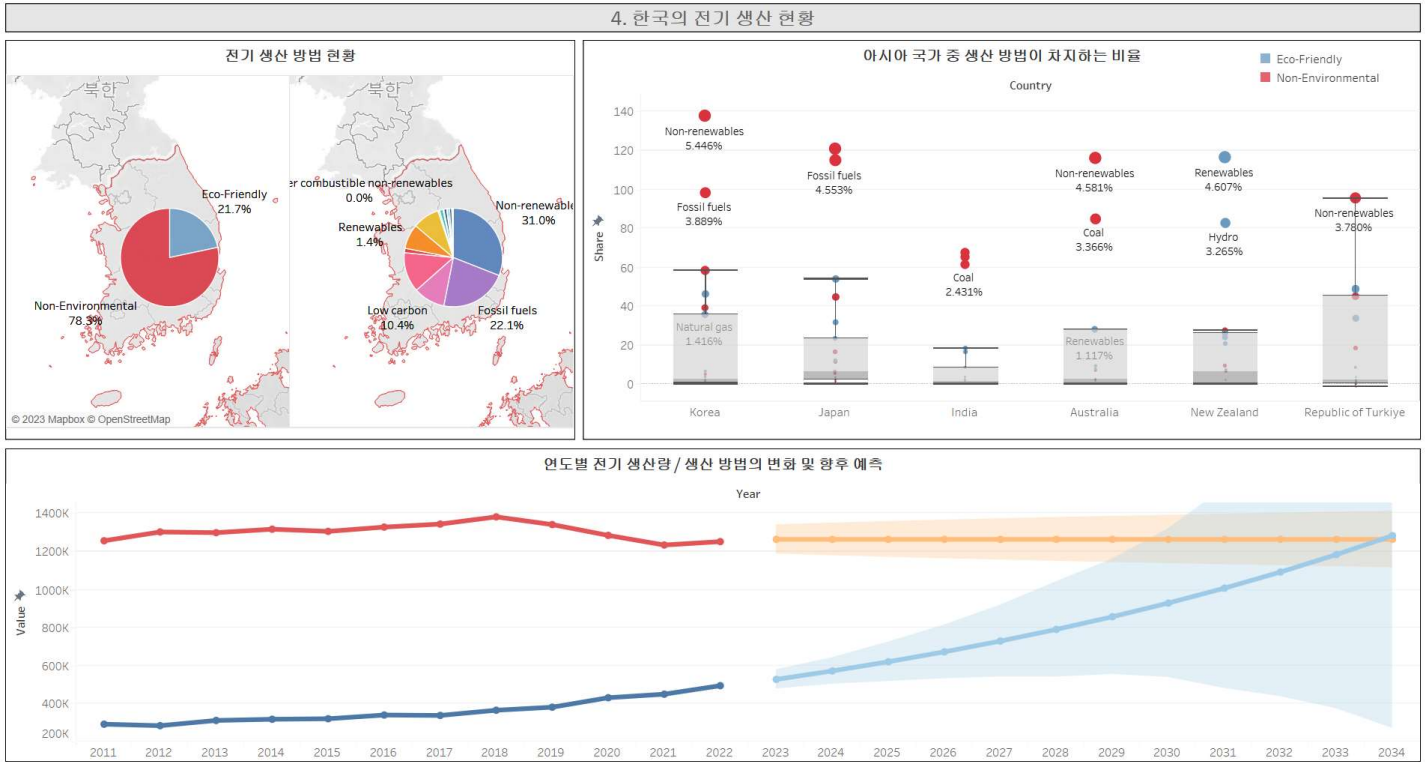 4. 한국의 전기 생산 현황
전기 생산 방법 현황
북한
Eco-Friendly
21.7%
Non-Environmental
78.3%
© 2023 Mapbox © OpenStreetMap
북한
er combustible non-renewables
0.0%
Non-renewable
31.0%
Renewables
1.4%
Low carbon
10.4%
Fossil fuels
22.1%
아시아 국가 중 생산 방법이 차지하는 비율
Eco-Friendly
Non-Environmental
Country
Share
140
120
100
80
60
40
20
0
Non-renewables
5.446%
Fossil fuels
3.889%
Natural gas
1.416%
Fossil fuels
4.553%
Coal
2.431%
Non-renewables
4.581%
Coal
3.366%
Renewables
1.117%
Renewables
4.607%
Hydro
3.265%
Non-renewables
3.780%
Korea
Japan
India
Australia
New Zealand
Republic of Turkiye
연도별 전기 생산량 / 생산 방법의 변화 및 향후 예측
Year
Value
1400K
1200K
1000K
800K
600K
400K
200K
2011 2012 2013 2014 2015 2016 2017 2018 2019 2020 2021 2022 2023 2024 2025 2026 2027 2028 2029 2030 2031 2032 2033 2034